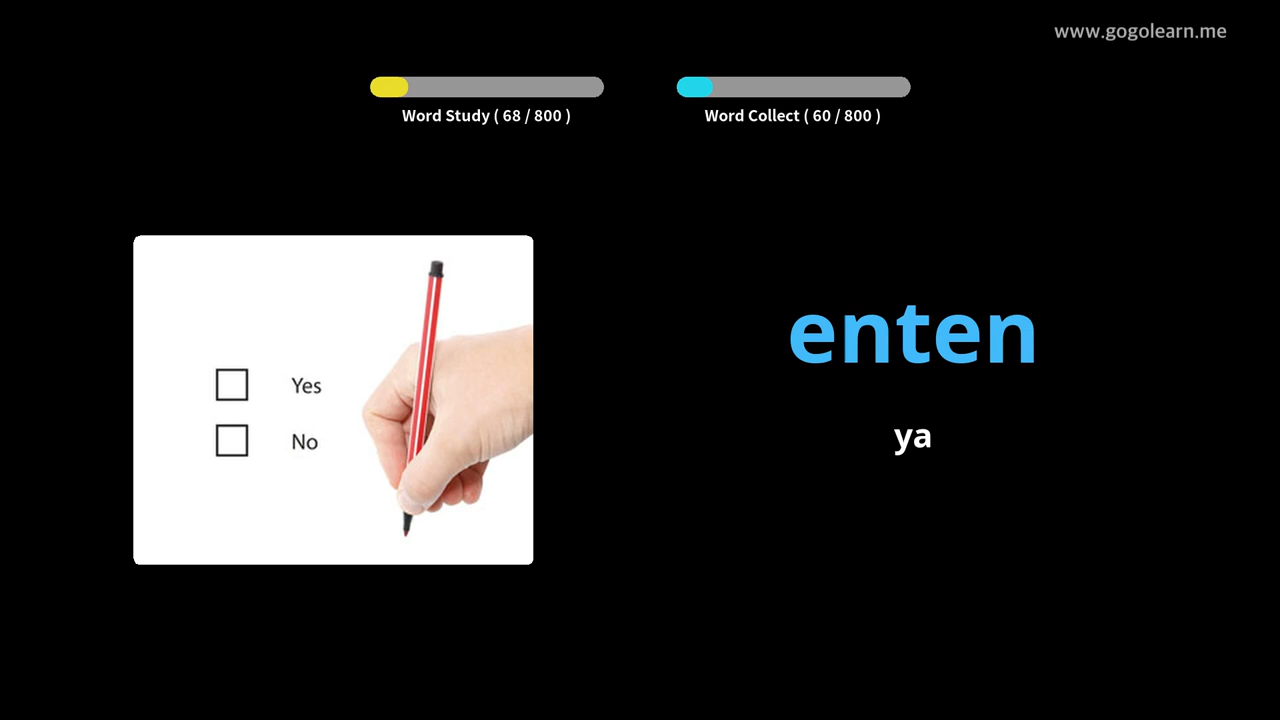 www.gogolearn.me
Word Study ( 68 / 800 )
Word Collect ( 60 / 800 )
Yes
No
enten
ya